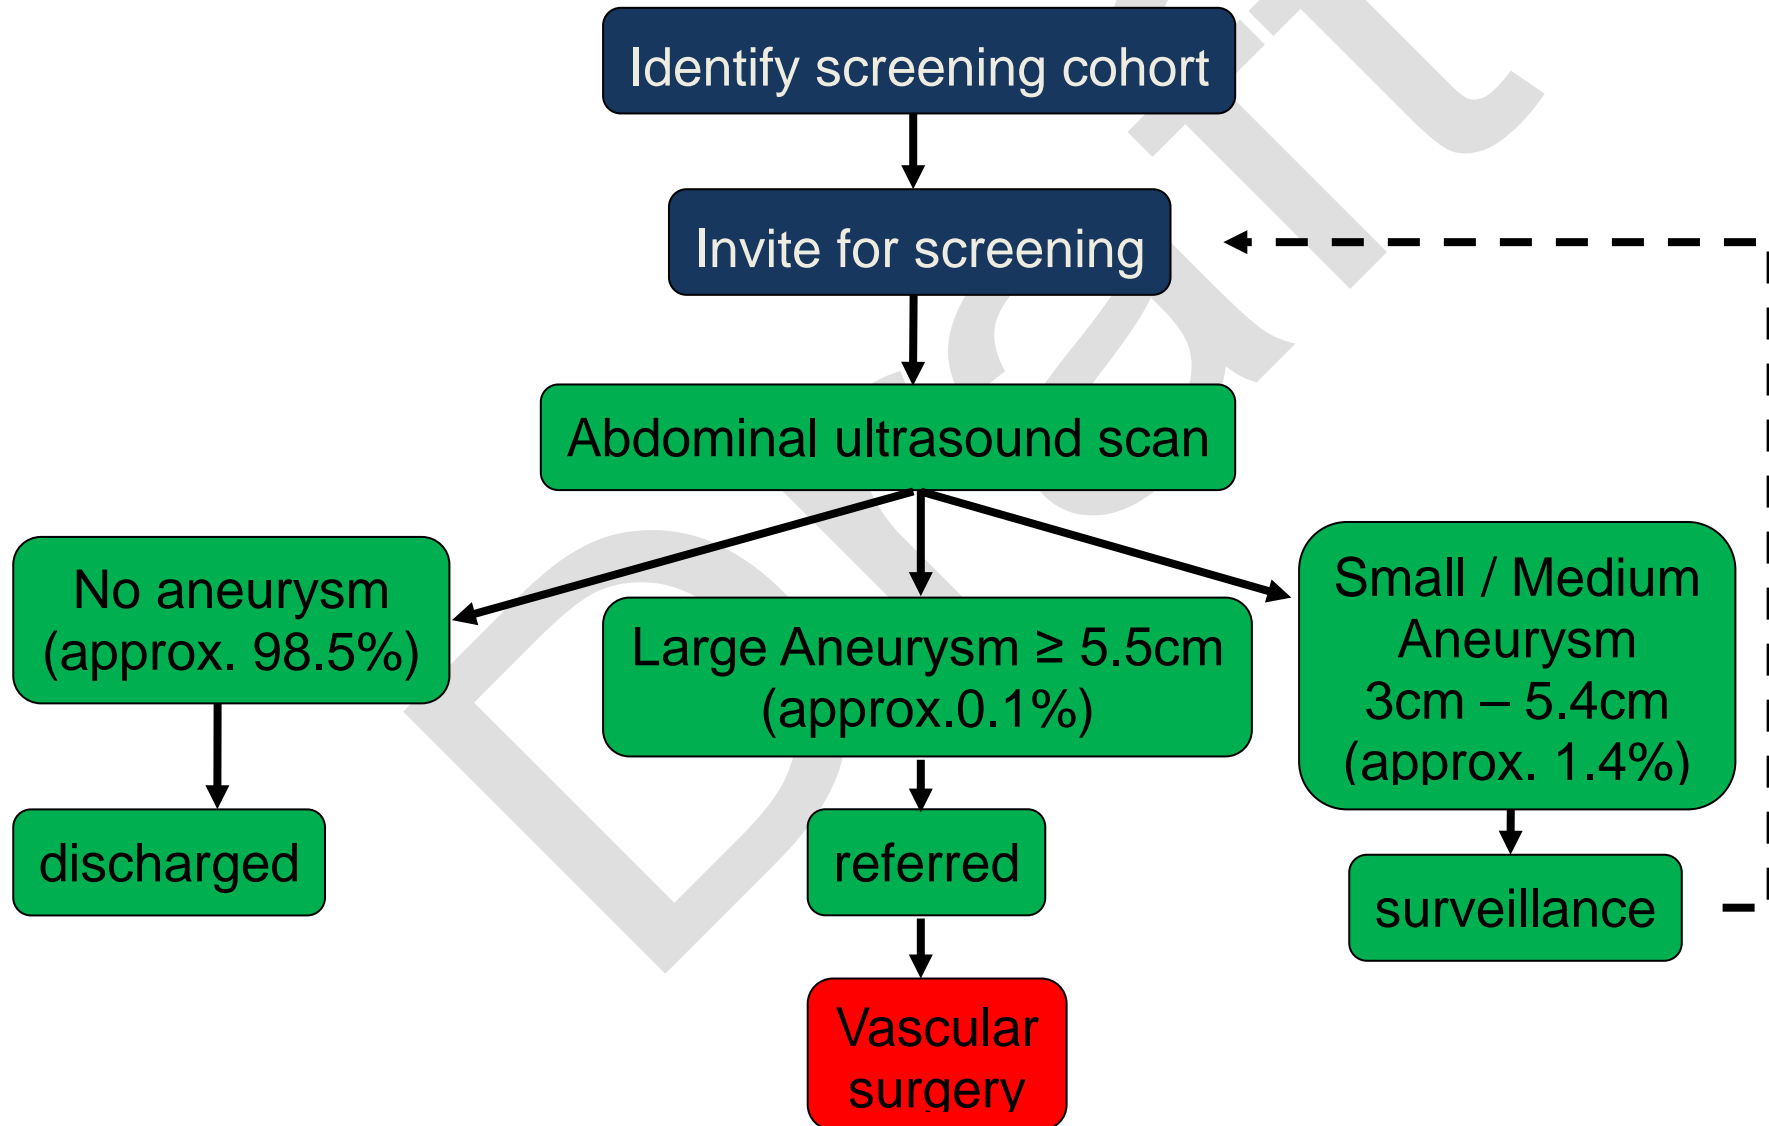 Identify screening cohort
Invite for screening
Abdominal ultrasound scan
No aneurysm
(approx. 98.5%)
Large Aneurysm ≥ 5.5cm
(approx.0.1%)
Small / Medium
Aneurysm
3cm – 5.4cm
(approx. 1.4%)
discharged
referred
surveillance
Vascular
surgery
Draft